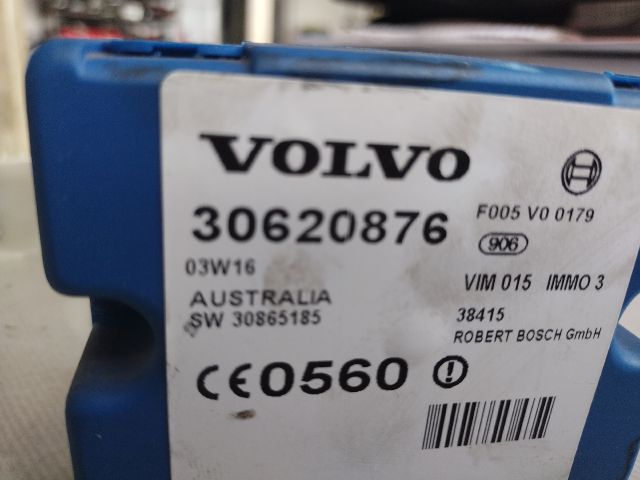 VOLVO
30620876
F005 V0 0179
906
03W16
VIM 015 IMMO 3
AUSTRALIA
38415
SW 30865185
ROBERT BOSCH GmbH
CE0560